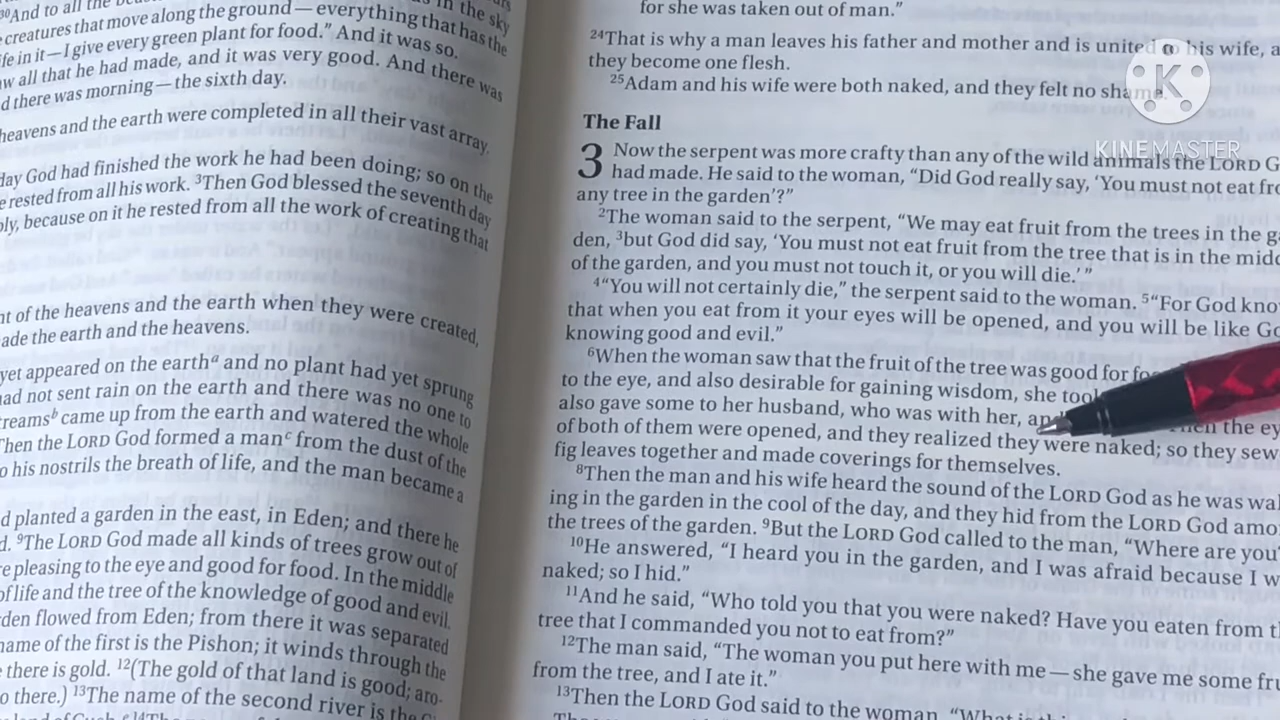 30And to all the in the sky
creatures that move along the ground—everything that has the
ife in it—I give every green plant for food." And it was so.
w all that he had made, and it was very good. And there was
d there was morning—the sixth day.
heavens and the earth were completed in all their vast array.
day God had finished the work he had been doing; so on the
e rested from all his work. 3Then God blessed the seventh day
oly, because on it he rested from all the work of creating that
nt of the heavens and the earth when they were created,
ade the earth and the heavens.
yet appeared on the earthᵃ and no plant had yet sprung
had not sent rain on the earth and there was no one to
treamsᵇ came up from the earth and watered the whole
Then the LORD God formed a manᶜ from the dust of the
o his nostrils the breath of life, and the man became a
d planted a garden in the east, in Eden; and there he
d. 9The LORD God made all kinds of trees grow out of
re pleasing to the eye and good for food. In the middle
of life and the tree of the knowledge of good and evil.
den flowed from Eden; from there it was separated
name of the first is the Pishon; it winds through the
e there is gold. 12(The gold of that land is good; aro-
o there.) 13The name of the second river is the
for she was taken out of man."
24That is why a man leaves his father and mother and is united his wife, a
they become one flesh.
25Adam and his wife were both naked, and they felt no shame.
The Fall
3 Now the serpent was more crafty than any of the wild animals the LORD G
had made. He said to the woman, "Did God really say, 'You must not eat fro
any tree in the garden'?"
2The woman said to the serpent, "We may eat fruit from the trees in the ga
den, 3but God did say, 'You must not eat fruit from the tree that is in the midd
of the garden, and you must not touch it, or you will die.'"
4"You will not certainly die," the serpent said to the woman. 5"For God kno
that when you eat from it your eyes will be opened, and you will be like Go
knowing good and evil."
6When the woman saw that the fruit of the tree was good for foo
to the eye, and also desirable for gaining wisdom, she took
also gave some to her husband, who was with her, and the ey
of both of them were opened, and they realized they were naked; so they sew
fig leaves together and made coverings for themselves.
8Then the man and his wife heard the sound of the LORD God as he was wal
ing in the garden in the cool of the day, and they hid from the LORD God amo
the trees of the garden. 9But the LORD God called to the man, "Where are you
10He answered, "I heard you in the garden, and I was afraid because I w
naked; so I hid."
11And he said, "Who told you that you were naked? Have you eaten from t
tree that I commanded you not to eat from?"
12The man said, "The woman you put here with me—she gave me some fru
from the tree, and I ate it."
13Then the LORD God said to the woman, "What is this
K
KINEMASTER